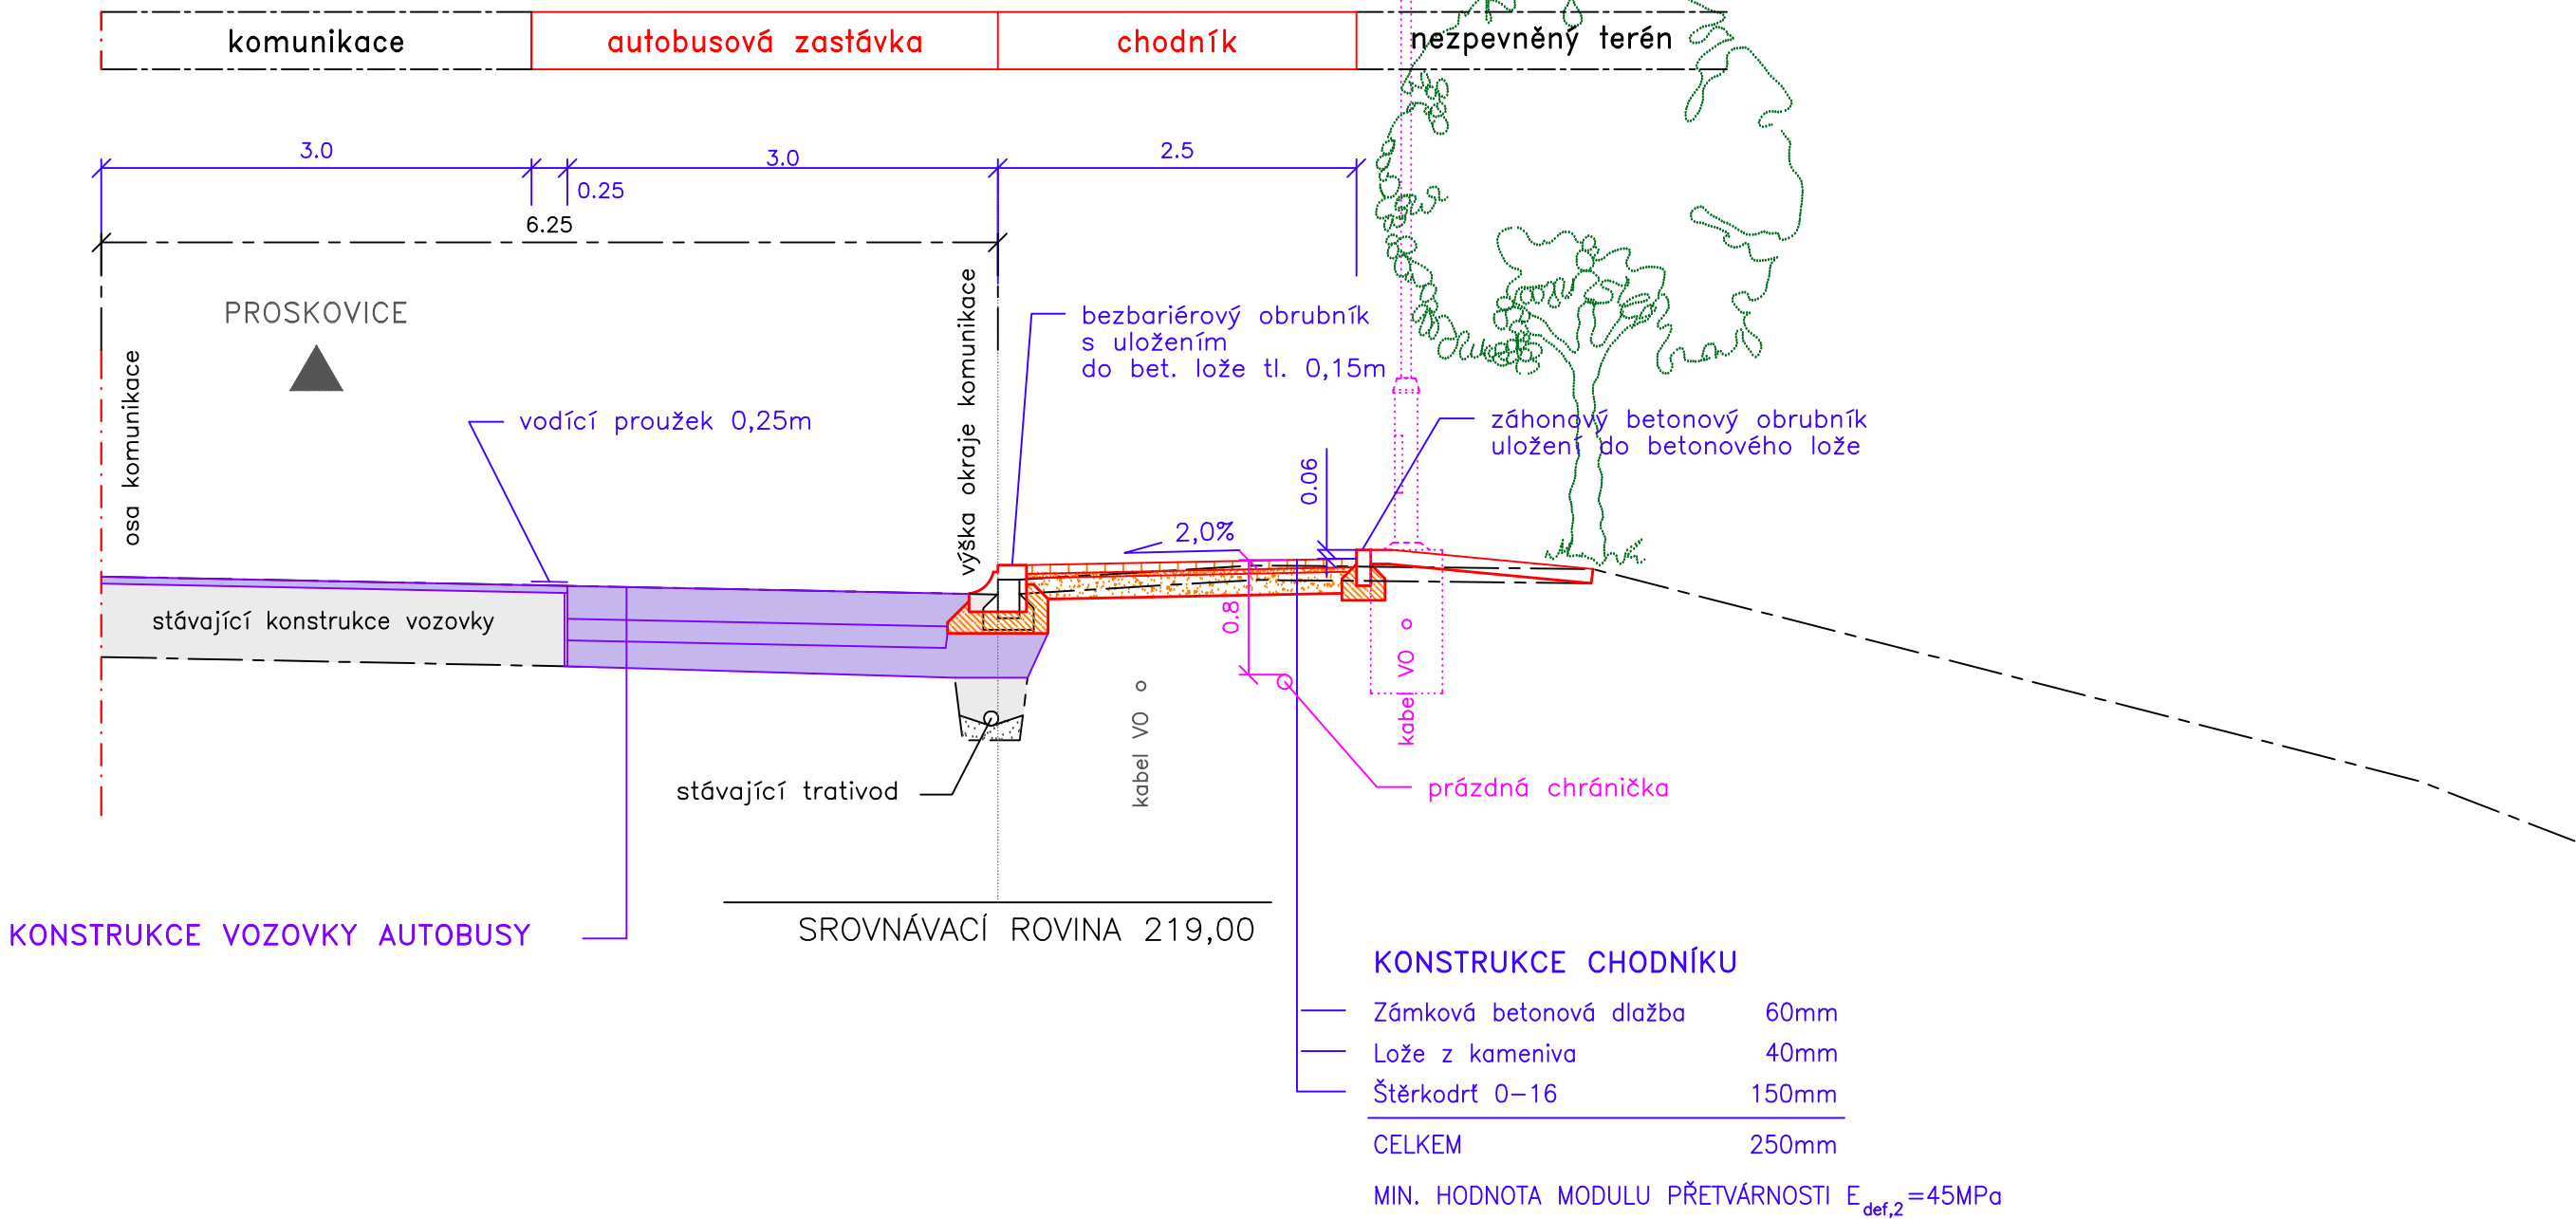 komunikace
autobusová zastávka
chodník
nezpevněný terén
3.0
0.25
3.0
2.5
6.25
PROSKOVICE
osa komunikace
výška okraje komunikace
bezbariérový obrubník
s uložením
do bet. lože tl. 0,15m
vodící proužek 0,25m
záhonový betonový obrubník
uložení do betonového lože
0.06
2,0%
stávající konstrukce vozovky
0.8
kabel VO
kabel VO
stávající trativod
prázdná chránička
KONSTRUKCE VOZOVKY AUTOBUSY
SROVNÁVACÍ ROVINA 219,00
KONSTRUKCE CHODNÍKU
Zámková betonová dlažba 60mm
Lože z kameniva 40mm
Štěrkodrť 0-16 150mm
CELKEM 250mm
MIN. HODNOTA MODULU PŘETVÁRNOSTI Edef,2=45MPa